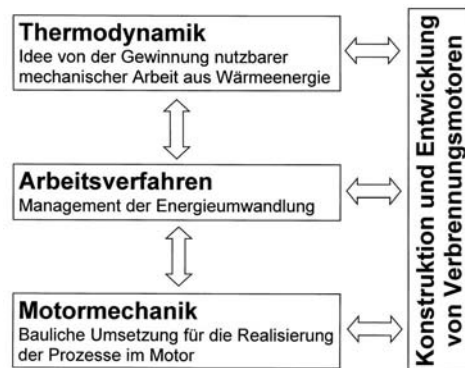 Thermodynamik
Idee von der Gewinnung nutzbarer
mechanischer Arbeit aus Wärmeenergie
Arbeitsverfahren
Management der Energieumwandlung
Motormechanik
Bauliche Umsetzung für die Realisierung
der Prozesse im Motor
Konstruktion und Entwicklung
von Verbrennungsmotoren